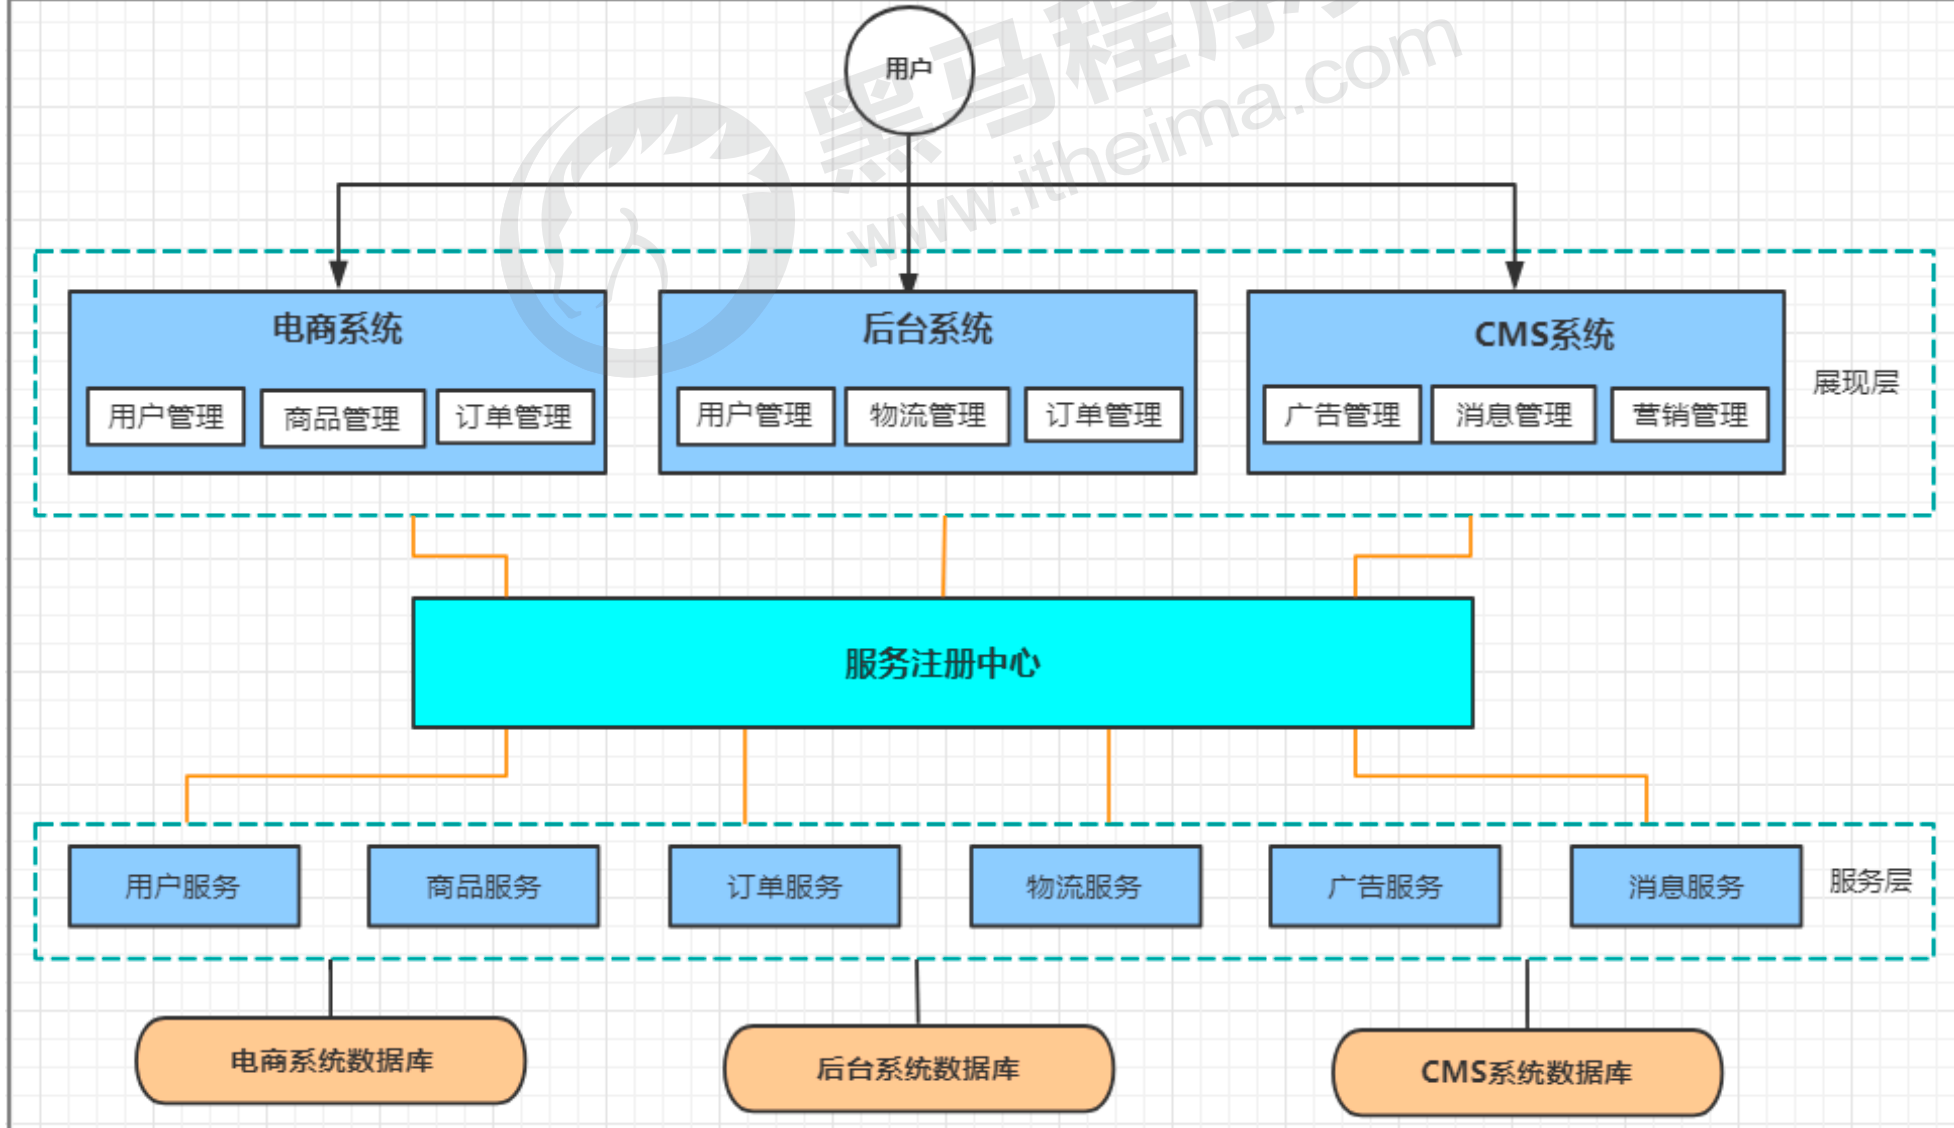 用户
黑马程序
www.itheima.com
电商系统
后台系统
CMS系统
用户管理
商品管理
订单管理
用户管理
物流管理
订单管理
广告管理
消息管理
营销管理
展现层
服务注册中心
用户服务
商品服务
订单服务
物流服务
广告服务
消息服务
服务层
电商系统数据库
后台系统数据库
CMS系统数据库